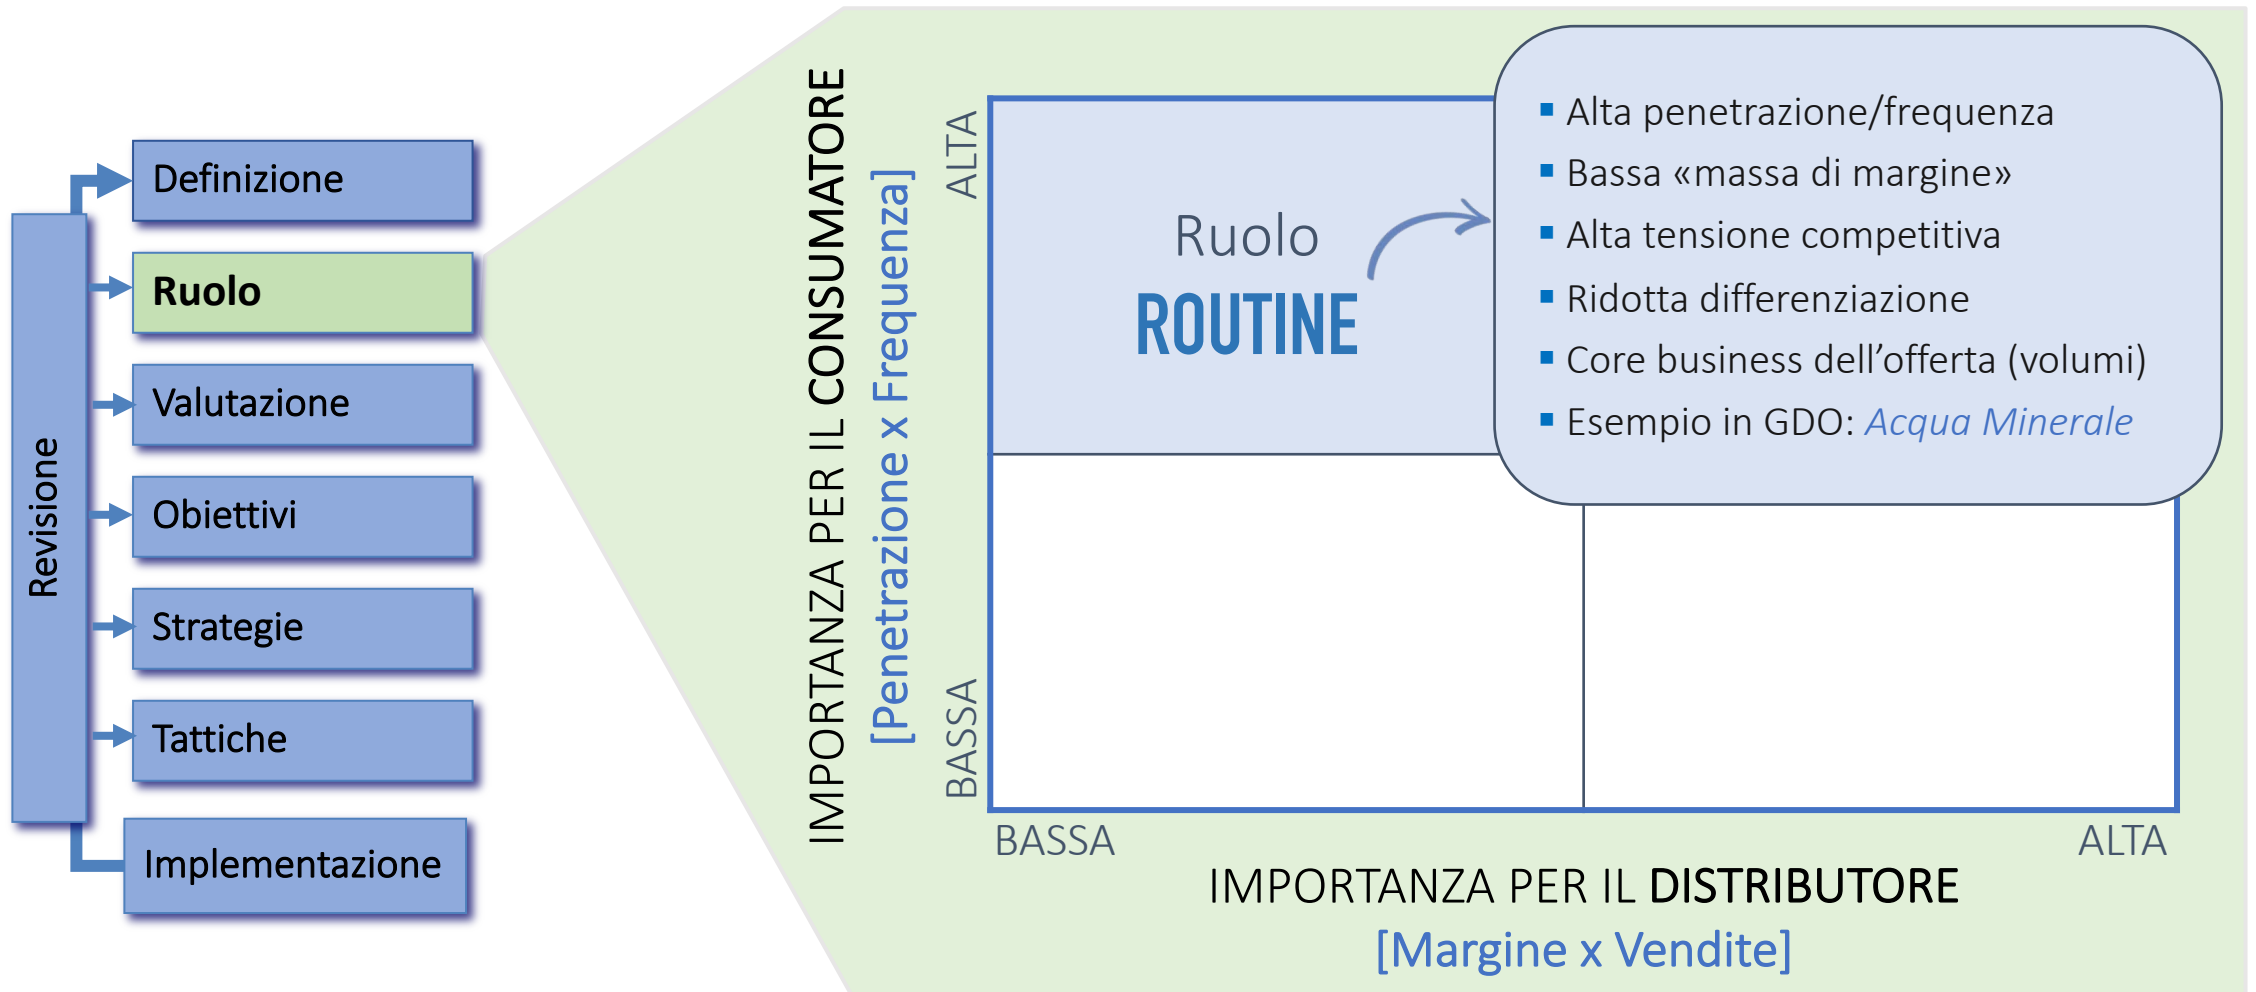 Revisione
Definizione
Ruolo
Valutazione
Obiettivi
Strategie
Tattiche
Implementazione
IMPORTANZA PER IL CONSUMATORE
[Penetrazione x Frequenza]
ALTA
BASSA
Ruolo
ROUTINE
▪ Alta penetrazione/frequenza
▪ Bassa «massa di margine»
▪ Alta tensione competitiva
▪ Ridotta differenziazione
▪ Core business dell’offerta (volumi)
▪ Esempio in GDO: Acqua Minerale
BASSA
ALTA
IMPORTANZA PER IL DISTRIBUTORE
[Margine x Vendite]